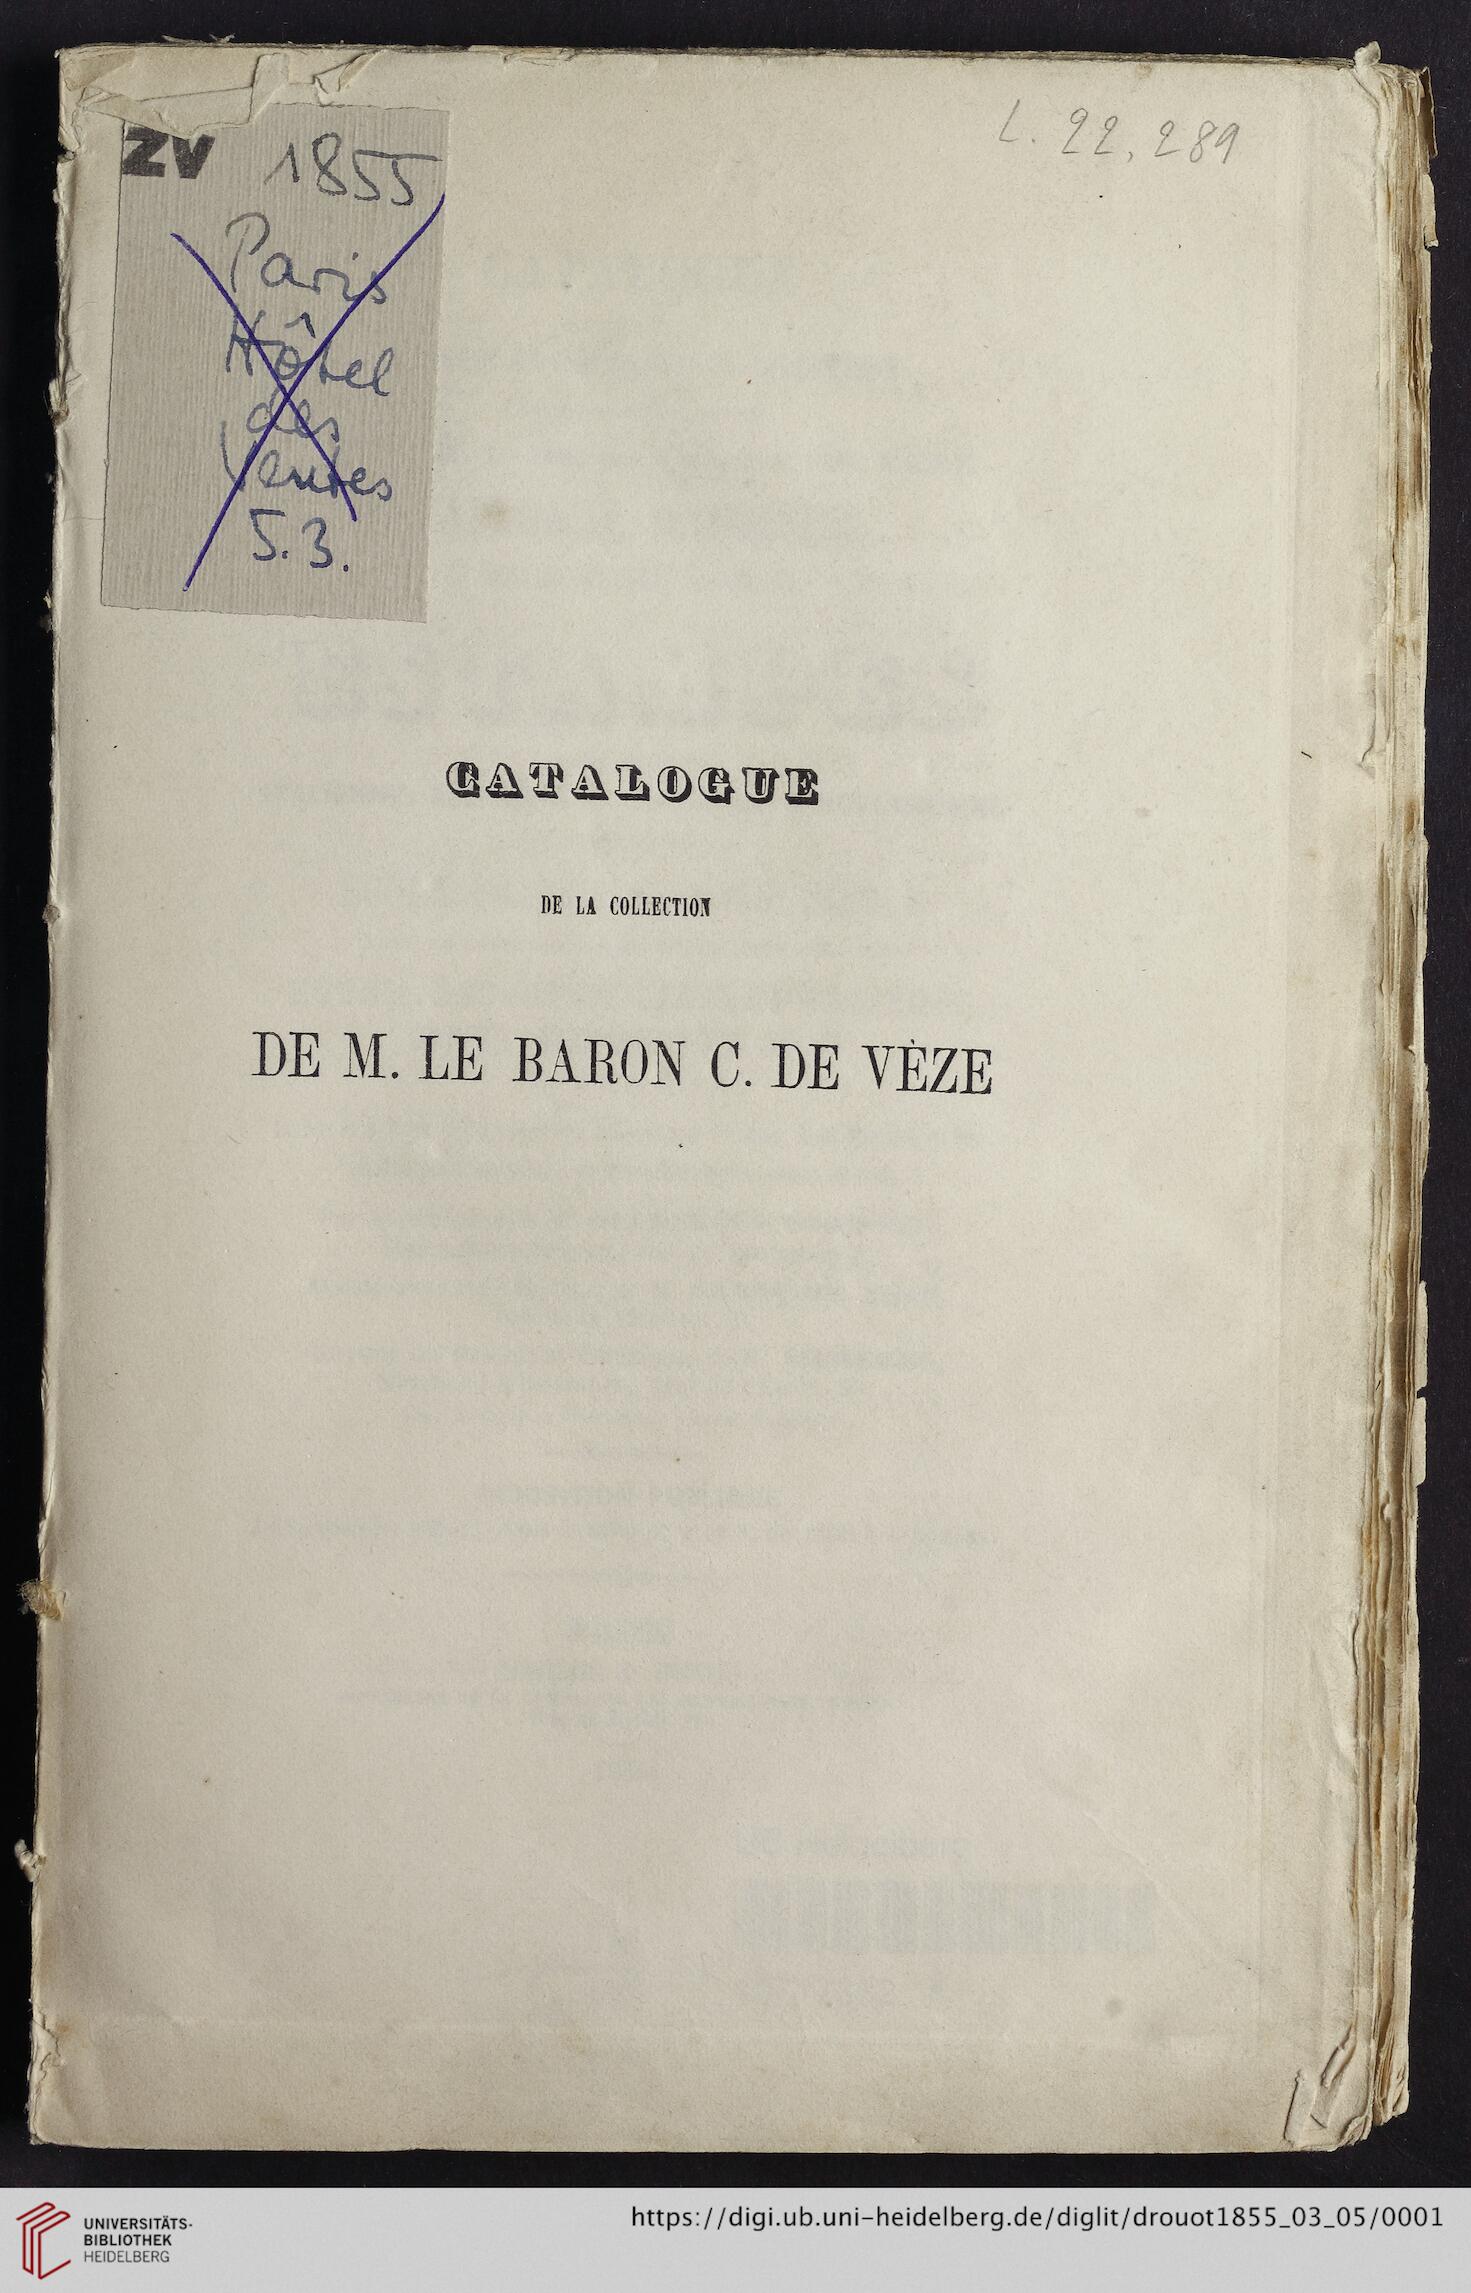 ZV 1855
Paris
Hôtel
des
Ventes
5.3.
L. 22, 289
CATALOGUE
DE LA COLLECTION
DE M. LE BARON C. DE VÈZE
UNIVERSITÄTS-
BIBLIOTHEK
HEIDELBERG
https://digi.ub.uni-heidelberg.de/diglit/drouot1855_03_05/0001